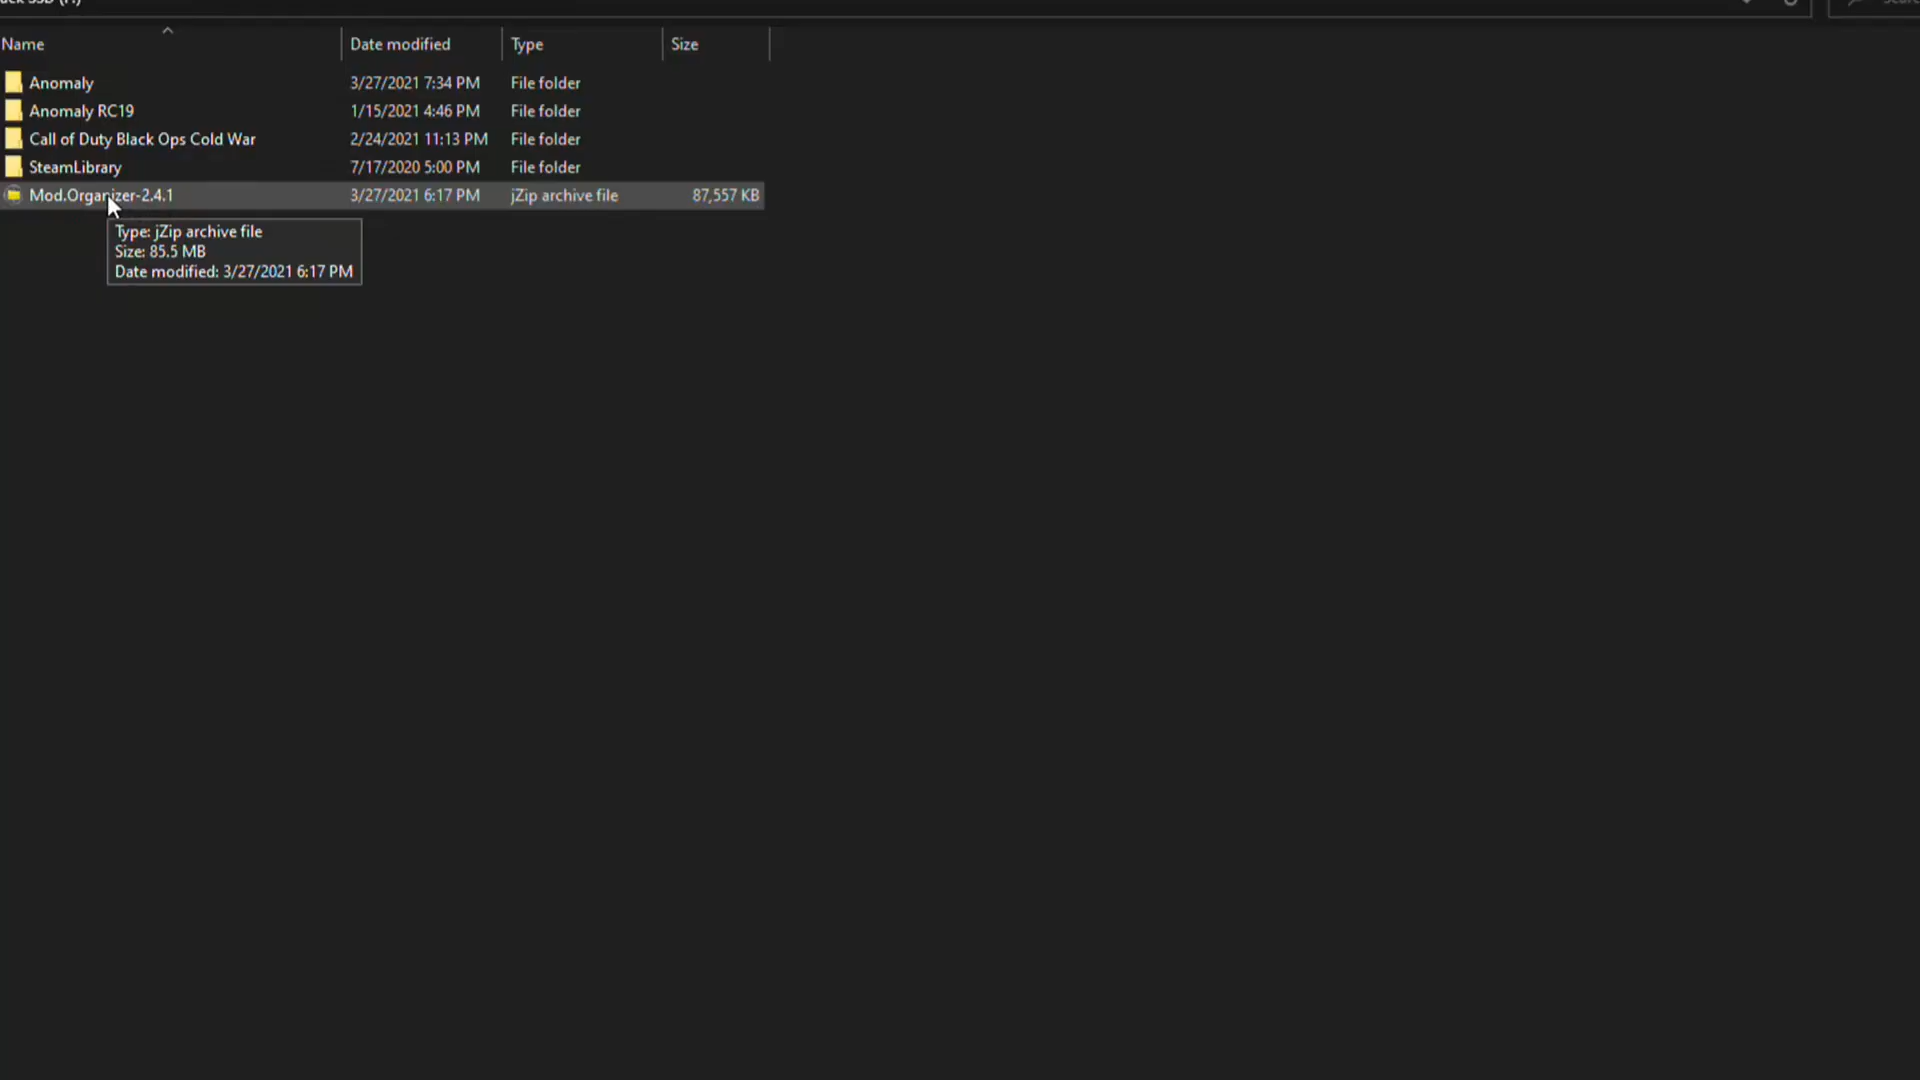 Name Date modified Type Size
Anomaly 3/27/2021 7:34 PM File folder
Anomaly RC19 1/15/2021 4:46 PM File folder
Call of Duty Black Ops Cold War 2/24/2021 11:13 PM File folder
SteamLibrary 7/17/2020 5:00 PM File folder
Mod.Organizer-2.4.1 3/27/2021 6:17 PM jZip archive file 87,557 KB
Type: jZip archive file
Size: 85.5 MB
Date modified: 3/27/2021 6:17 PM